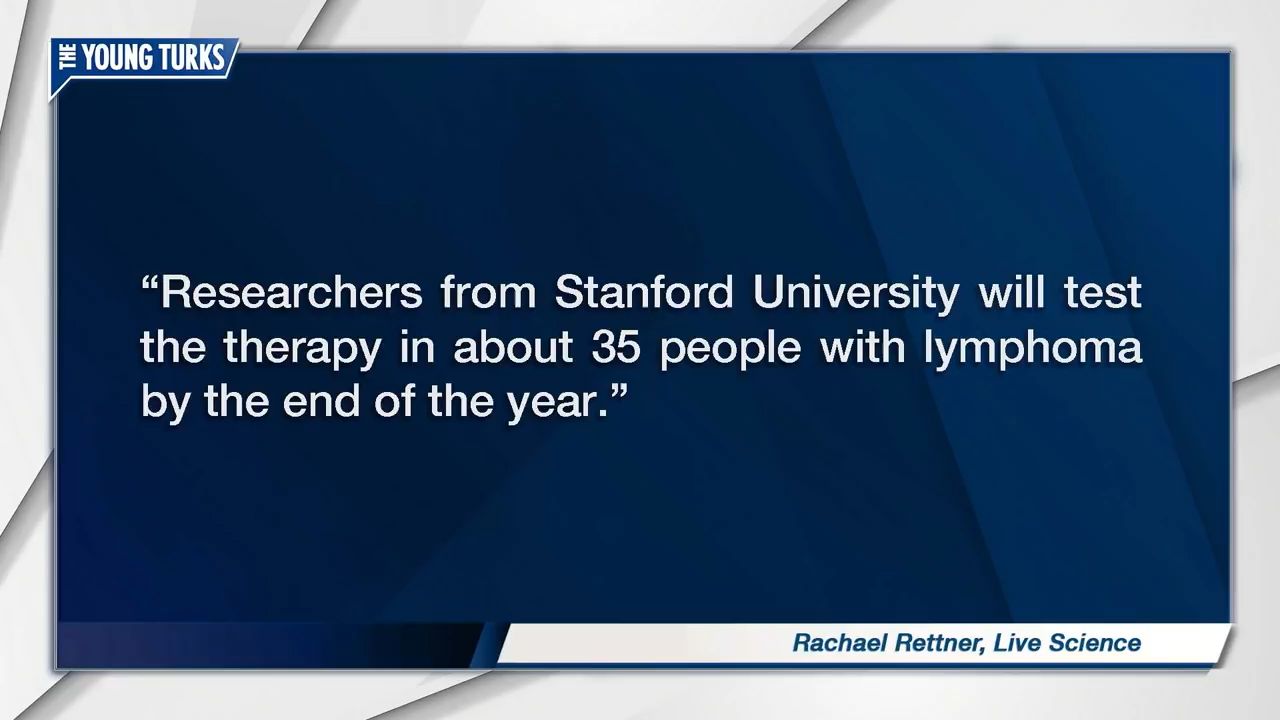 THE YOUNG TURKS
“Researchers from Stanford University will test
the therapy in about 35 people with lymphoma
by the end of the year.”
Rachael Rettner, Live Science